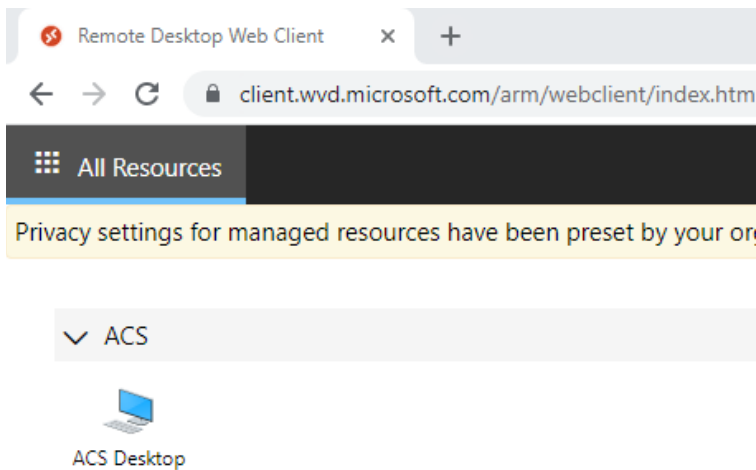 Remote Desktop Web Client
client.wvd.microsoft.com/arm/webclient/index.htm
All Resources
Privacy settings for managed resources have been preset by your
ACS
ACS Desktop